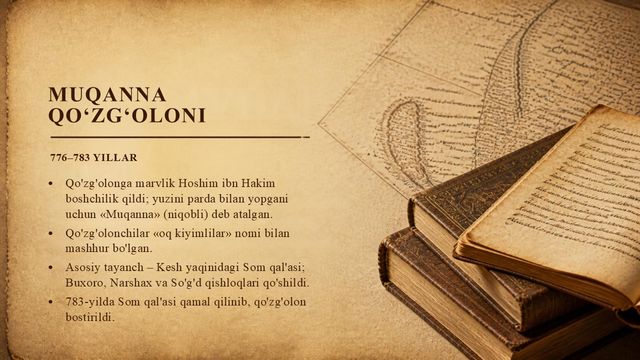 MUQANNA
QO‘ZG‘OLONI
776–783 YILLAR
• Qo'zg'olonga marvlik Hoshim ibn Hakim
boshchilik qildi; yuzini parda bilan yopgani
uchun «Muqanna» (niqobli) deb atalgan.
• Qo'zg'olonchilar «oq kiyimlilar» nomi bilan
mashhur bo'lgan.
• Asosiy tayanch – Kesh yaqinidagi Som qal'asi;
Buxoro, Narshax va So'g'd qishloqlari qo'shildi.
• 783-yilda Som qal'asi qamal qilinib, qo'zg'olon
bostirildi.